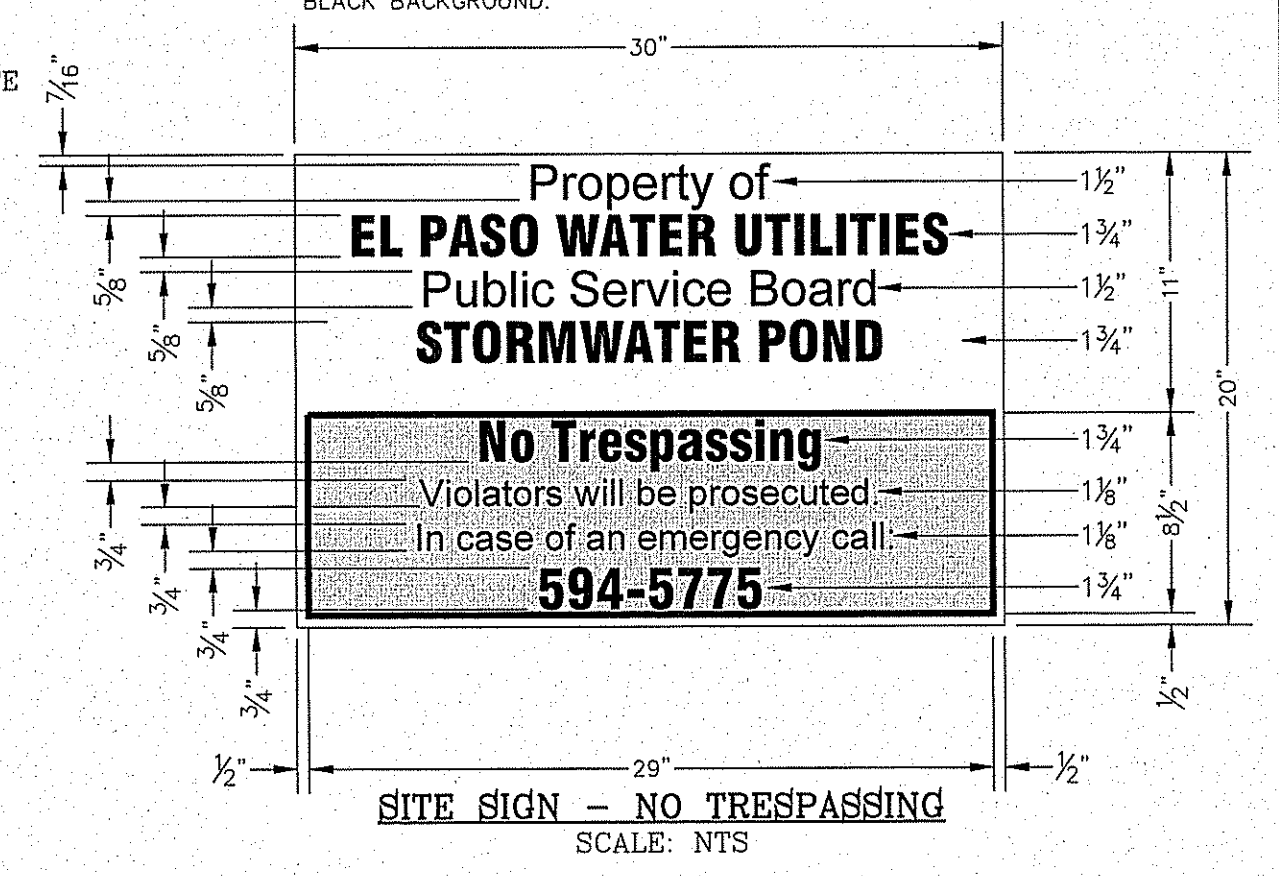 BLACK BACKGROUND.
30"
TE
7/16"
Property of
1½"
EL PASO WATER UTILITIES
1¾"
Public Service Board
1½"
STORMWATER POND
1¾"
5/8"
5/8"
5/8"
11"
20"
No Trespassing
1¾"
Violators will be prosecuted
1⅛"
In case of an emergency call:
1⅛"
594-5775
1¾"
8½"
3/4"
3/4"
3/4"
3/4"
½"
½"
29"
½"
SITE SIGN – NO TRESPASSING
SCALE: NTS